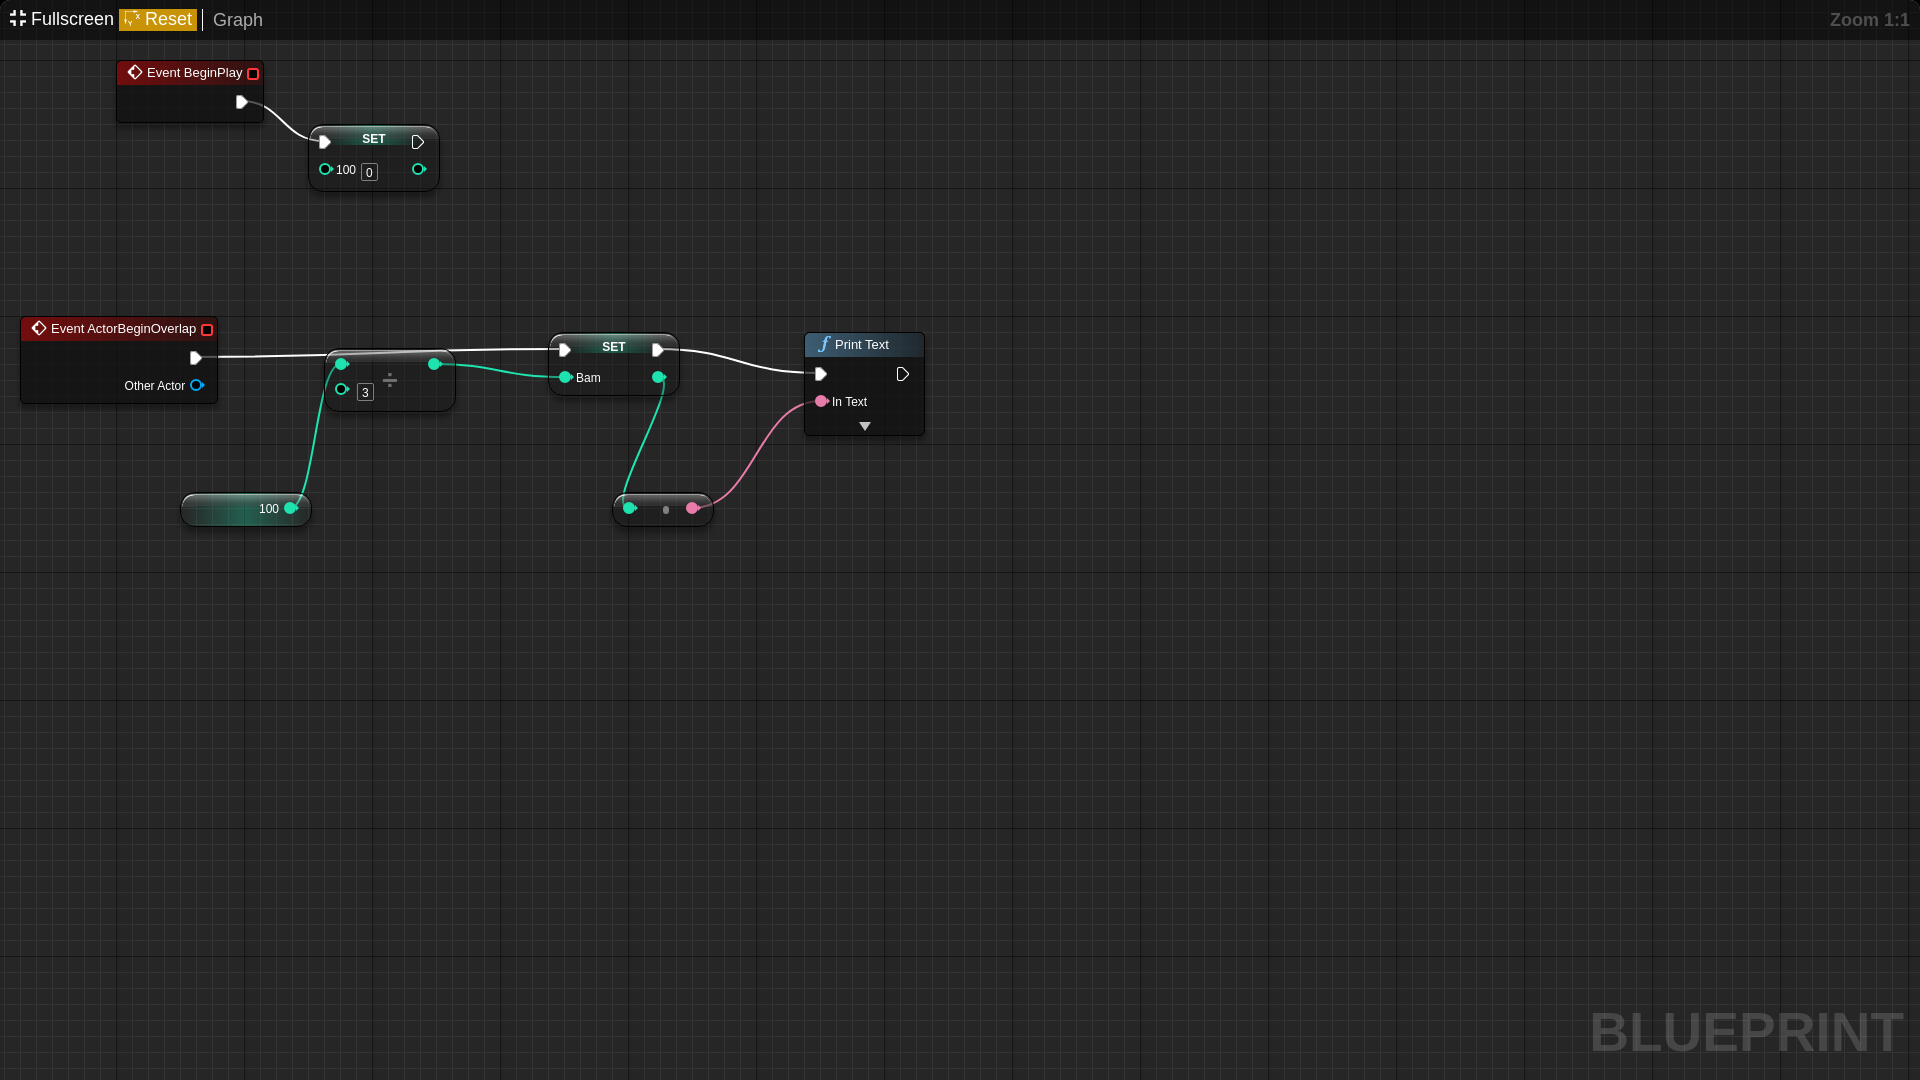 Fullscreen Reset Graph Zoom 1:1
Event BeginPlay
SET
100 0
Event ActorBeginOverlap
Other Actor
3
SET
Bam
Print Text
In Text
100
BLUEPRINT